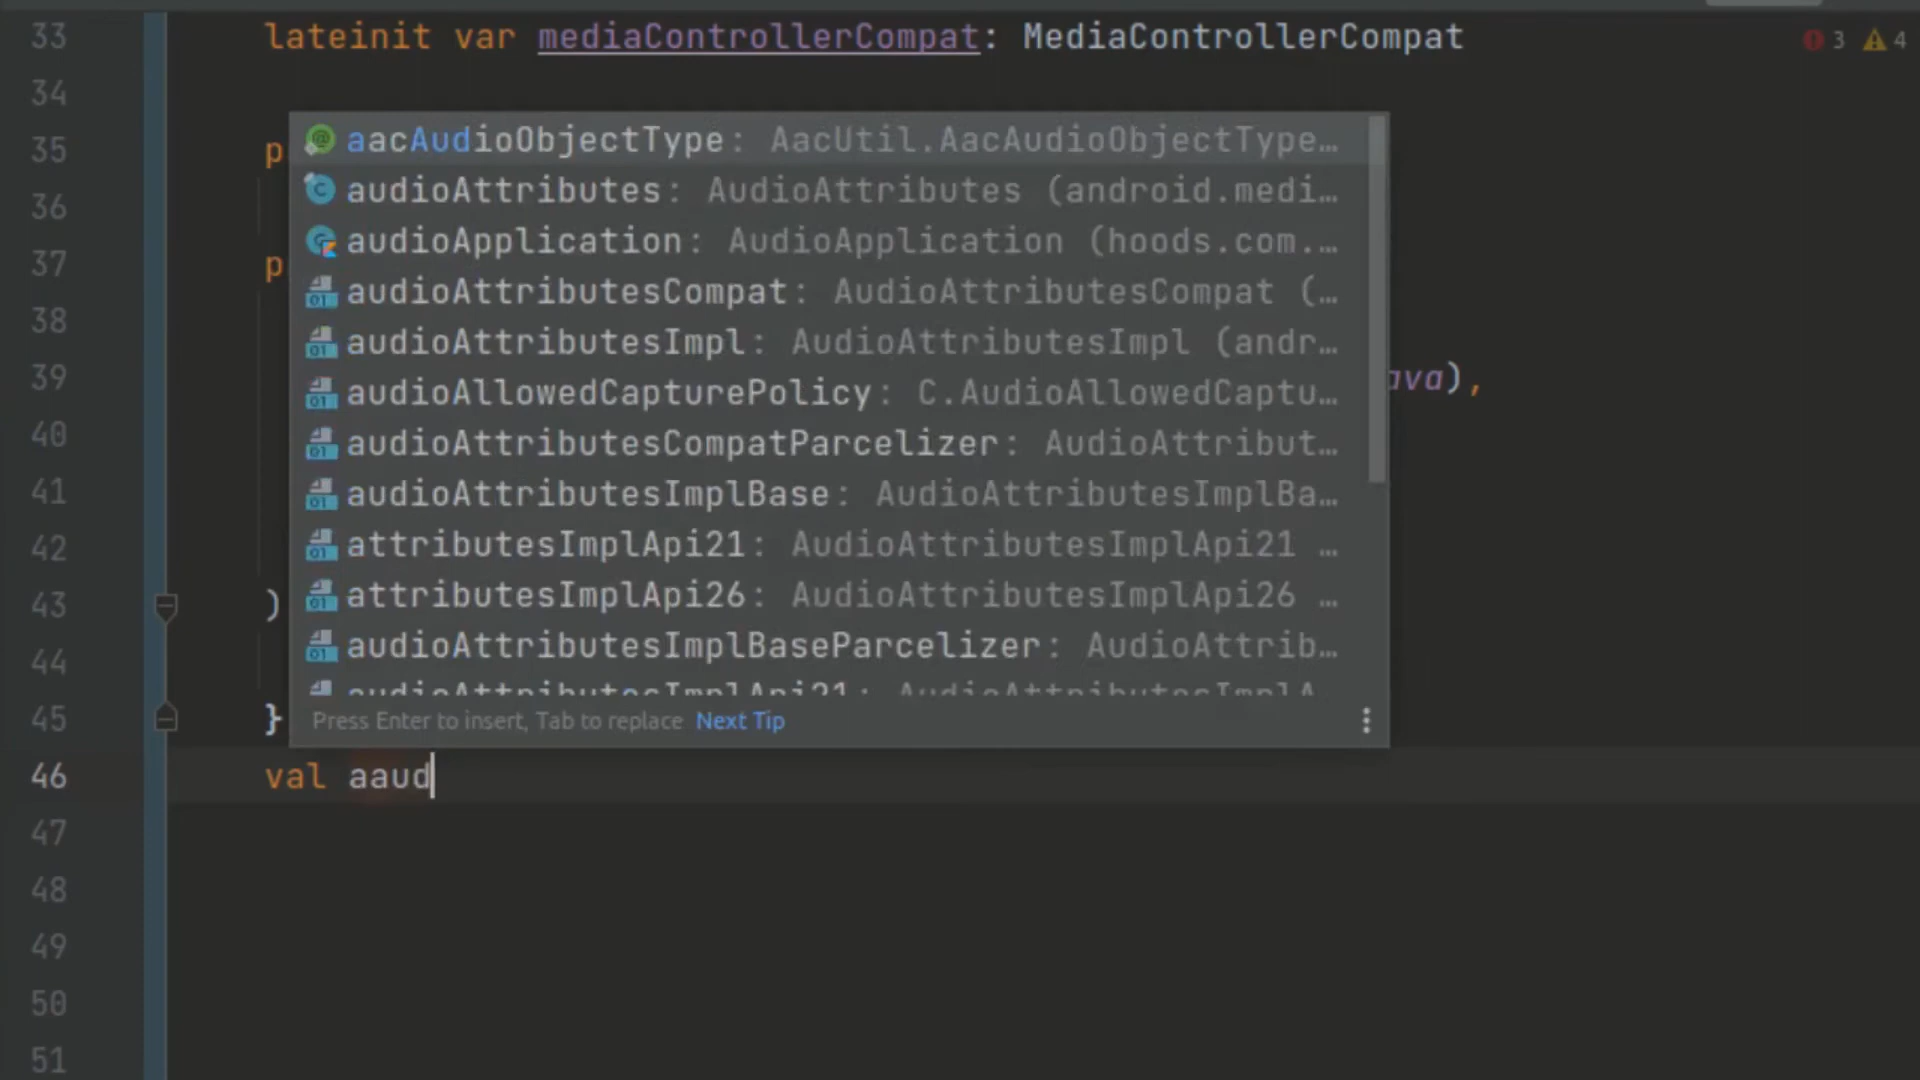 33 lateinit var mediaControllerCompat: MediaControllerCompat
3 4
34
aacAudioObjectType: AacUtil.AacAudioObjectType…
35 p
audioAttributes: AudioAttributes (android.medi…
36
audioApplication: AudioApplication (hoods.com.…
37 p
audioAttributesCompat: AudioAttributesCompat (…
38
audioAttributesImpl: AudioAttributesImpl (andr…
39 ava),
audioAllowedCapturePolicy: C.AudioAllowedCaptu…
40
audioAttributesCompatParcelizer: AudioAttribut…
41
audioAttributesImplBase: AudioAttributesImplBa…
42
attributesImplApi21: AudioAttributesImplApi21 …
43 )
attributesImplApi26: AudioAttributesImplApi26 …
44
audioAttributesImplBaseParcelizer: AudioAttrib…
audioAttributesImplApi21: AudioAttributesImplA
45 }
Press Enter to insert, Tab to replace Next Tip
46 val aaud
47
48
49
50
51